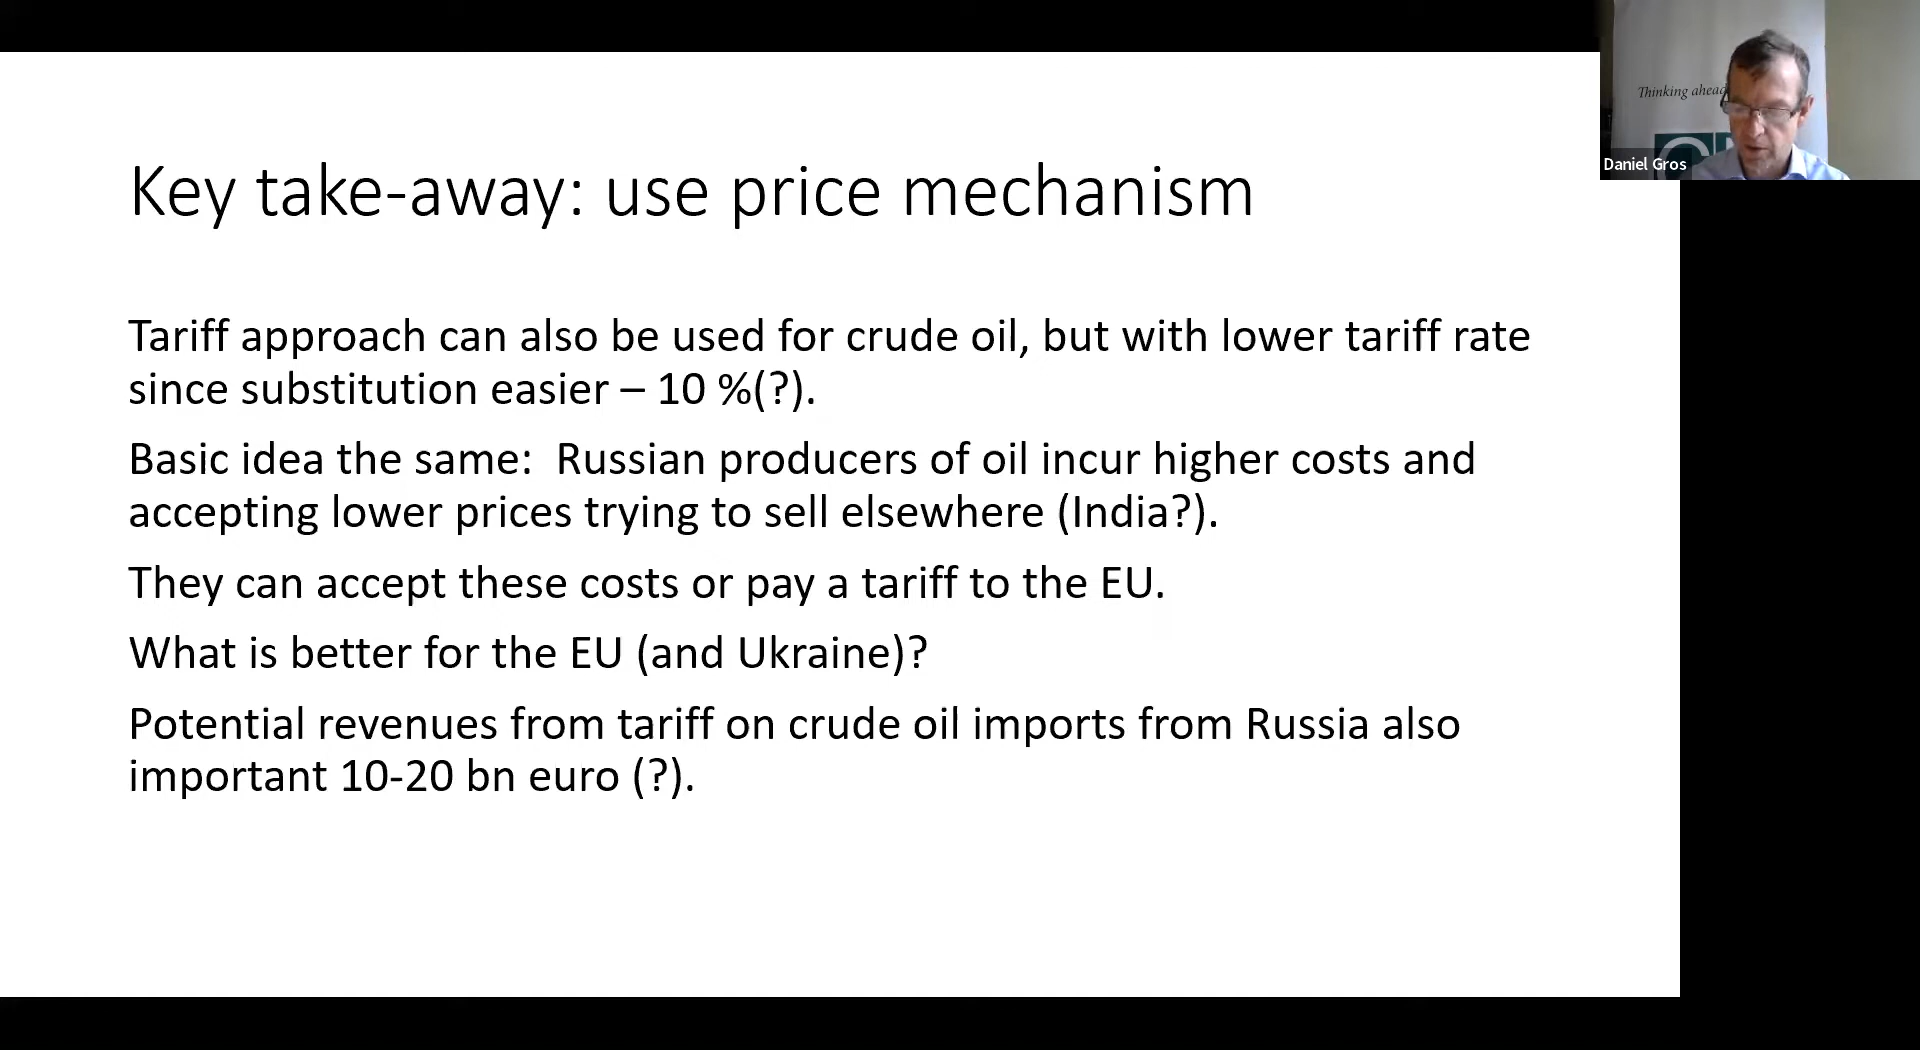 Thinking ahead
Daniel Gros
Key take-away: use price mechanism
Tariff approach can also be used for crude oil, but with lower tariff rate
since substitution easier – 10 %(?).
Basic idea the same:  Russian producers of oil incur higher costs and
accepting lower prices trying to sell elsewhere (India?).
They can accept these costs or pay a tariff to the EU.
What is better for the EU (and Ukraine)?
Potential revenues from tariff on crude oil imports from Russia also
important 10-20 bn euro (?).